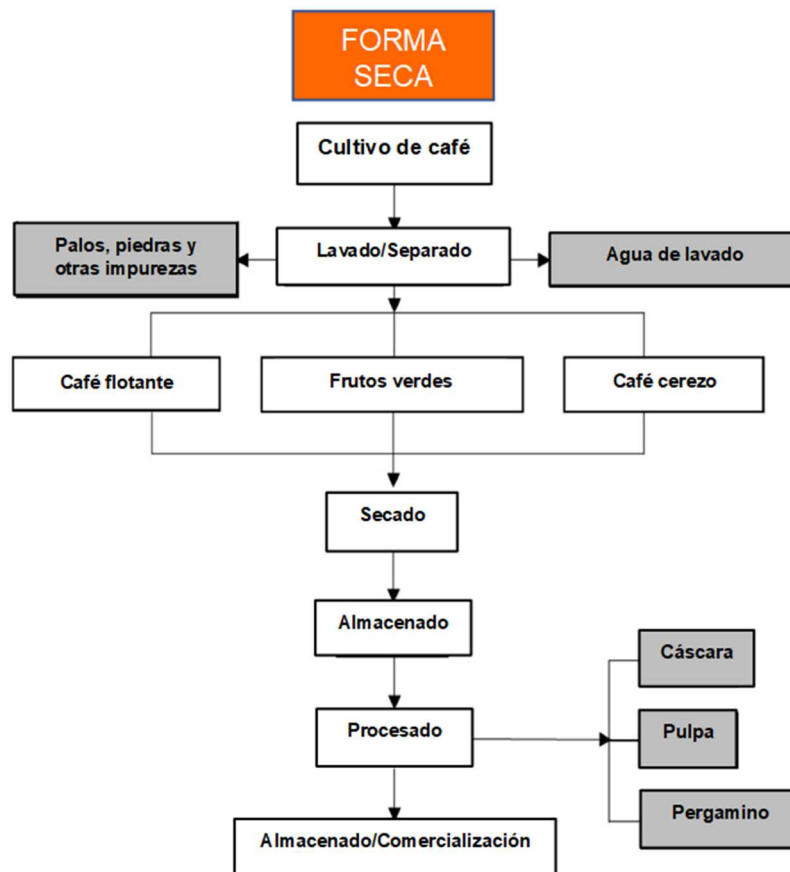 FORMA
SECA
Cultivo de café
Palos, piedras y
otras impurezas
Lavado/Separado
Agua de lavado
Café flotante
Frutos verdes
Café cerezo
Secado
Almacenado
Cáscara
Procesado
Pulpa
Pergamino
Almacenado/Comercialización